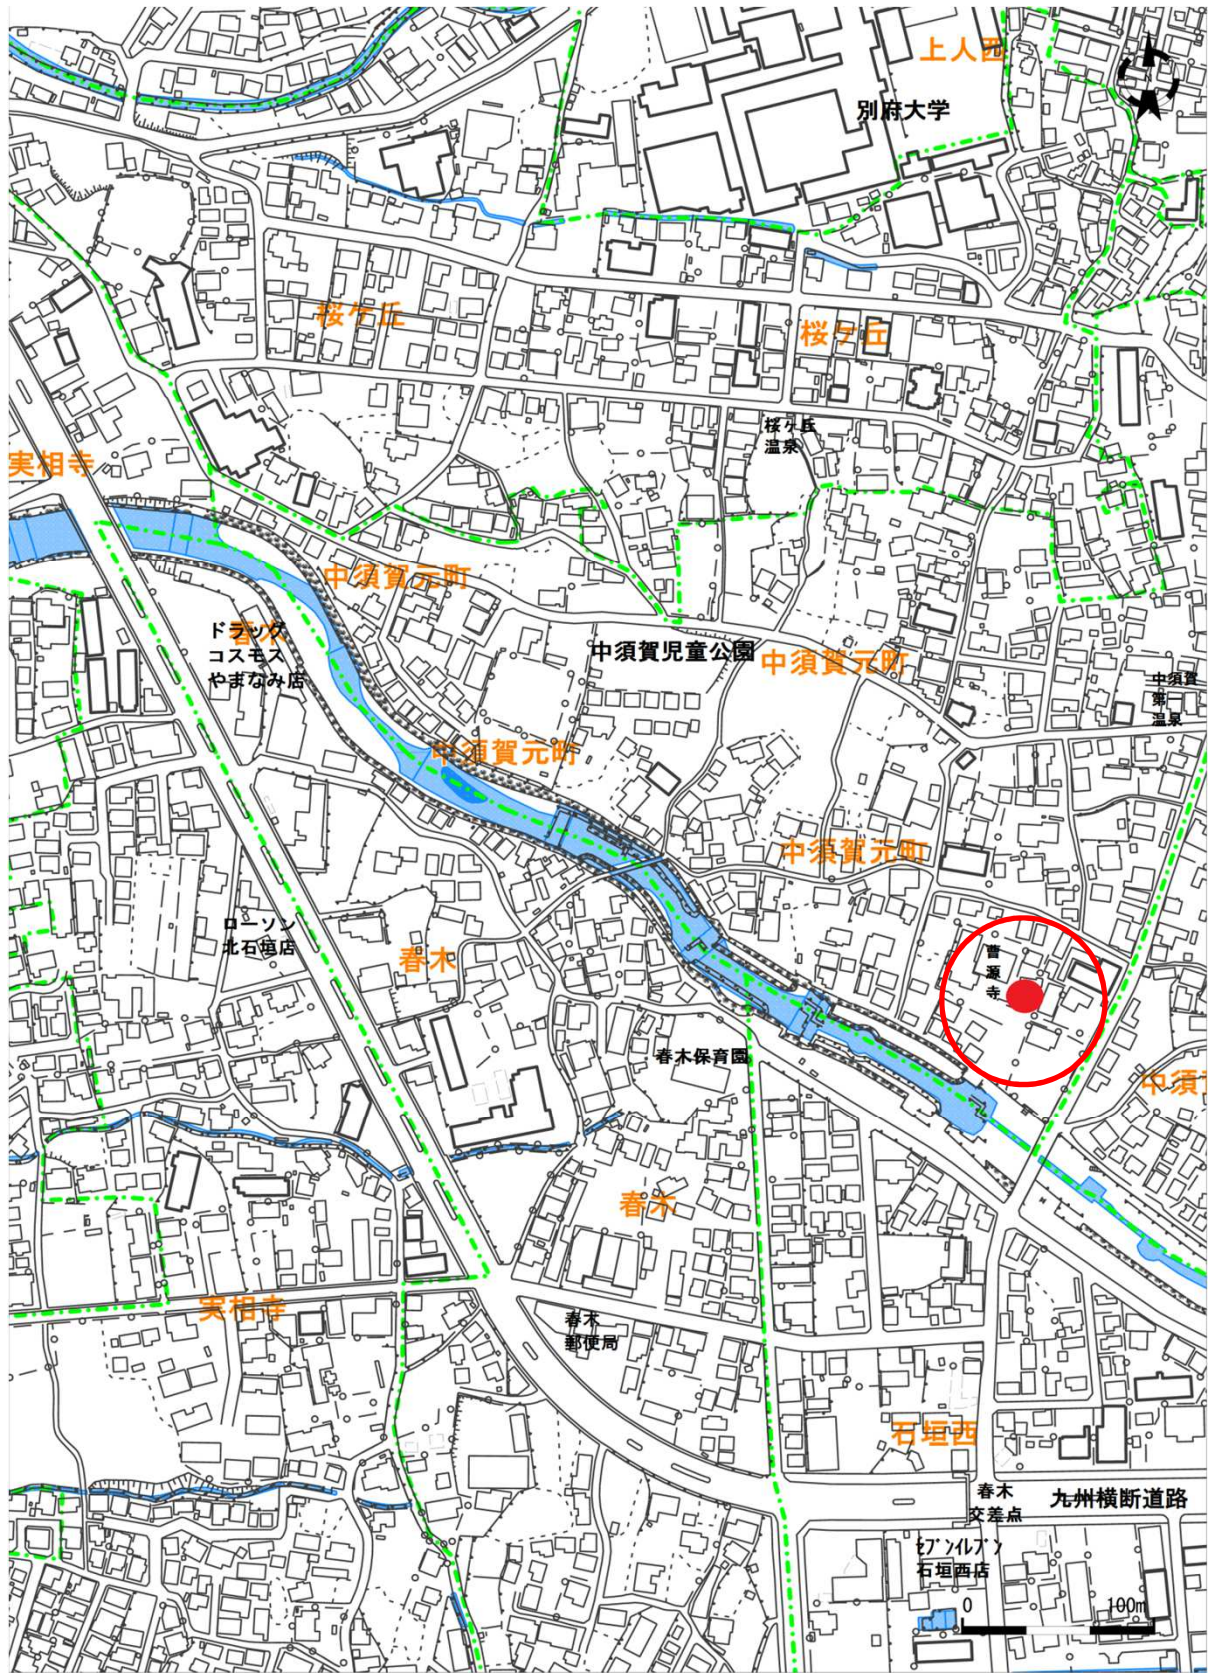 上人西
別府大学
桜ケ丘
桜ケ丘
桜ヶ丘
温泉
実相寺
中須賀元町
ドラッグ
コスモス
やまなみ店
中須賀児童公園
中須賀元町
中須賀
第一
温泉
中須賀元町
中須賀元町
ローソン
北石垣店
春木
曹源寺
春木保育園
中須
春木
実相寺
春木
郵便局
石垣西
春木
交差点
九州横断道路
ｾﾌﾞﾝｲﾚﾌﾞﾝ
石垣西店
0 100m